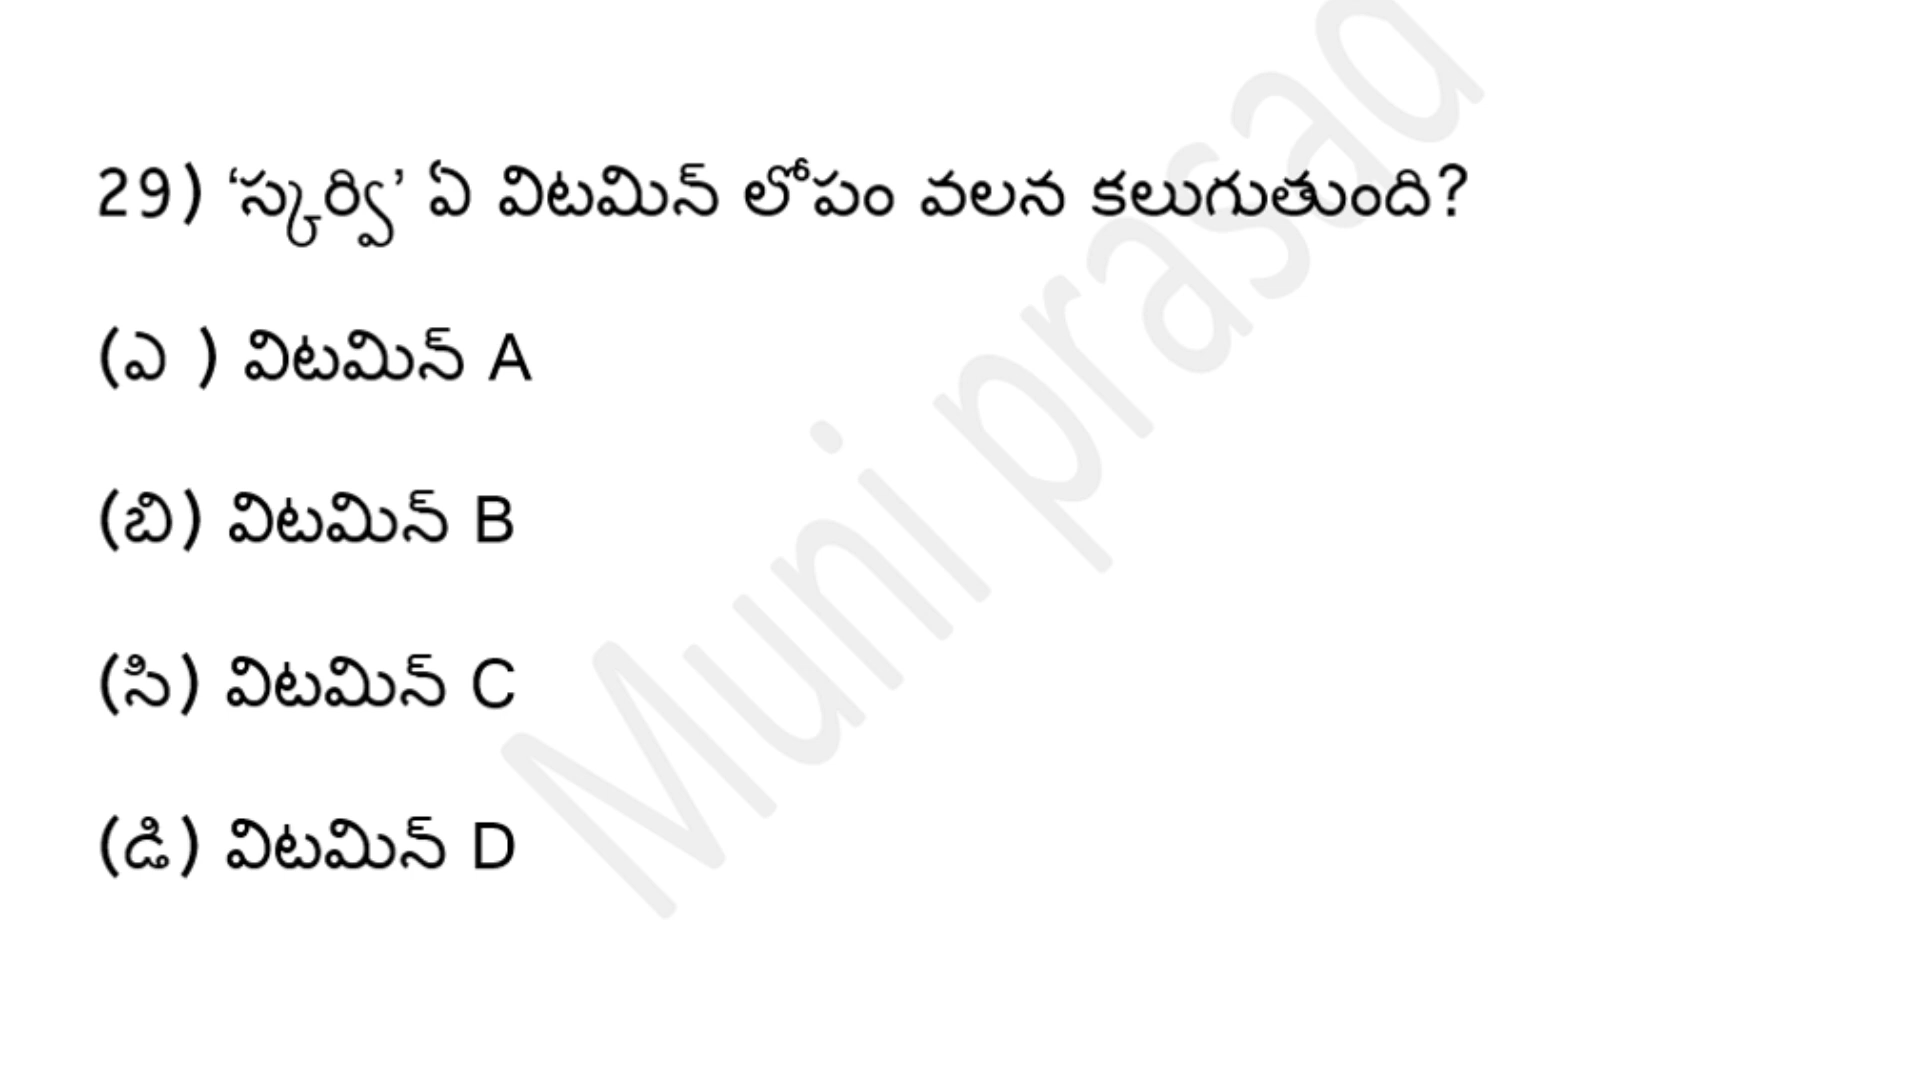 29) ‘స్కర్వి’ ఏ విటమిన్ లోపం వలన కలుగుతుంది?
(ఎ ) విటమిన్ A
(బి) విటమిన్ B
(సి) విటమిన్ C
(డి) విటమిన్ D
Muni prasad